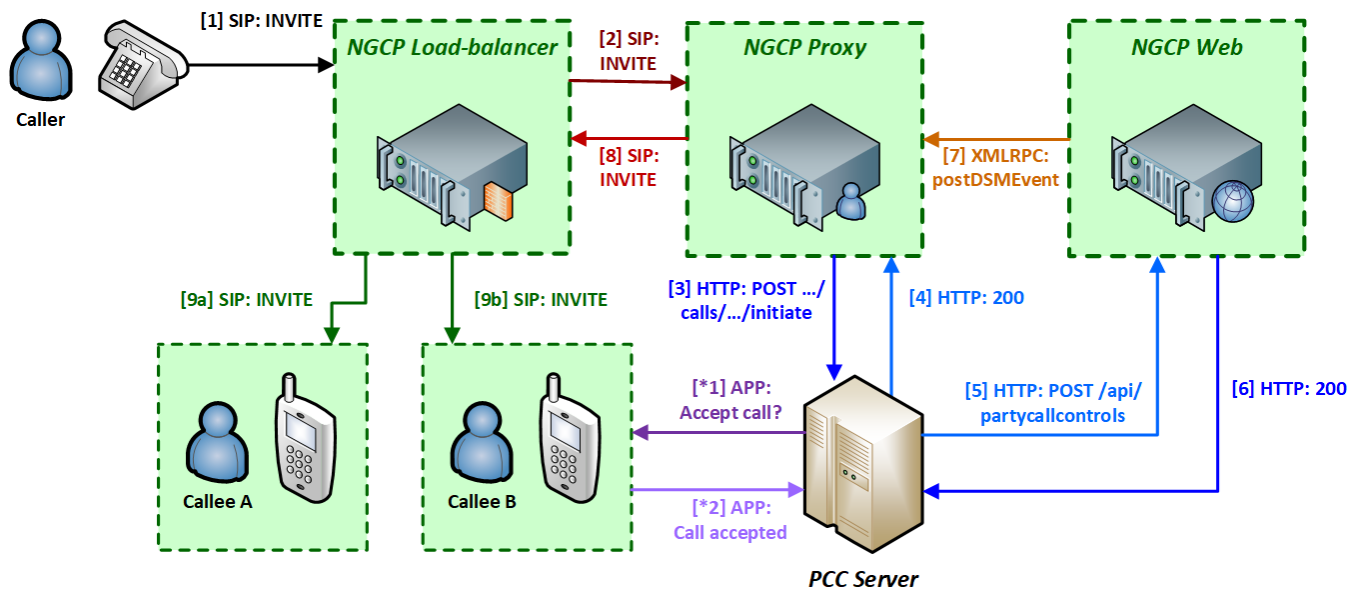 [1] SIP: INVITE
NGCP Load-balancer
[2] SIP:
INVITE
NGCP Proxy
NGCP Web
Caller
[8] SIP:
INVITE
[7] XMLRPC:
postDSMEvent
[9a] SIP: INVITE
[9b] SIP: INVITE
[3] HTTP: POST .../
calls/.../initiate
[4] HTTP: 200
[*1] APP:
Accept call?
[5] HTTP: POST /api/
partycallcontrols
[6] HTTP: 200
Callee A
Callee B
[*2] APP:
Call accepted
PCC Server